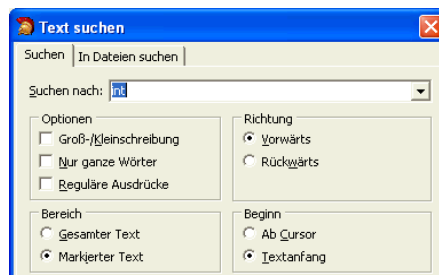 Text suchen
Suchen In Dateien suchen
Suchen nach: int
Optionen
Groß-/Kleinschreibung
Nur ganze Wörter
Reguläre Ausdrücke
Richtung
Vorwärts
Rückwärts
Bereich
Gesamter Text
Markierter Text
Beginn
Ab Cursor
Textanfang